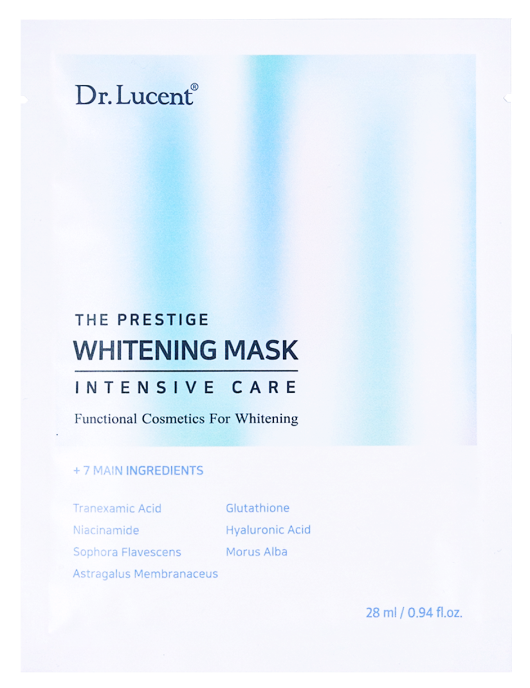 Dr. Lucent®
THE PRESTIGE
WHITENING MASK
INTENSIVE CARE
Functional Cosmetics For Whitening
+ 7 MAIN INGREDIENTS
Tranexamic Acid Glutathione
Niacinamide Hyaluronic Acid
Sophora Flavescens Morus Alba
Astragalus Membranaceus
28 ml / 0.94 fl.oz.